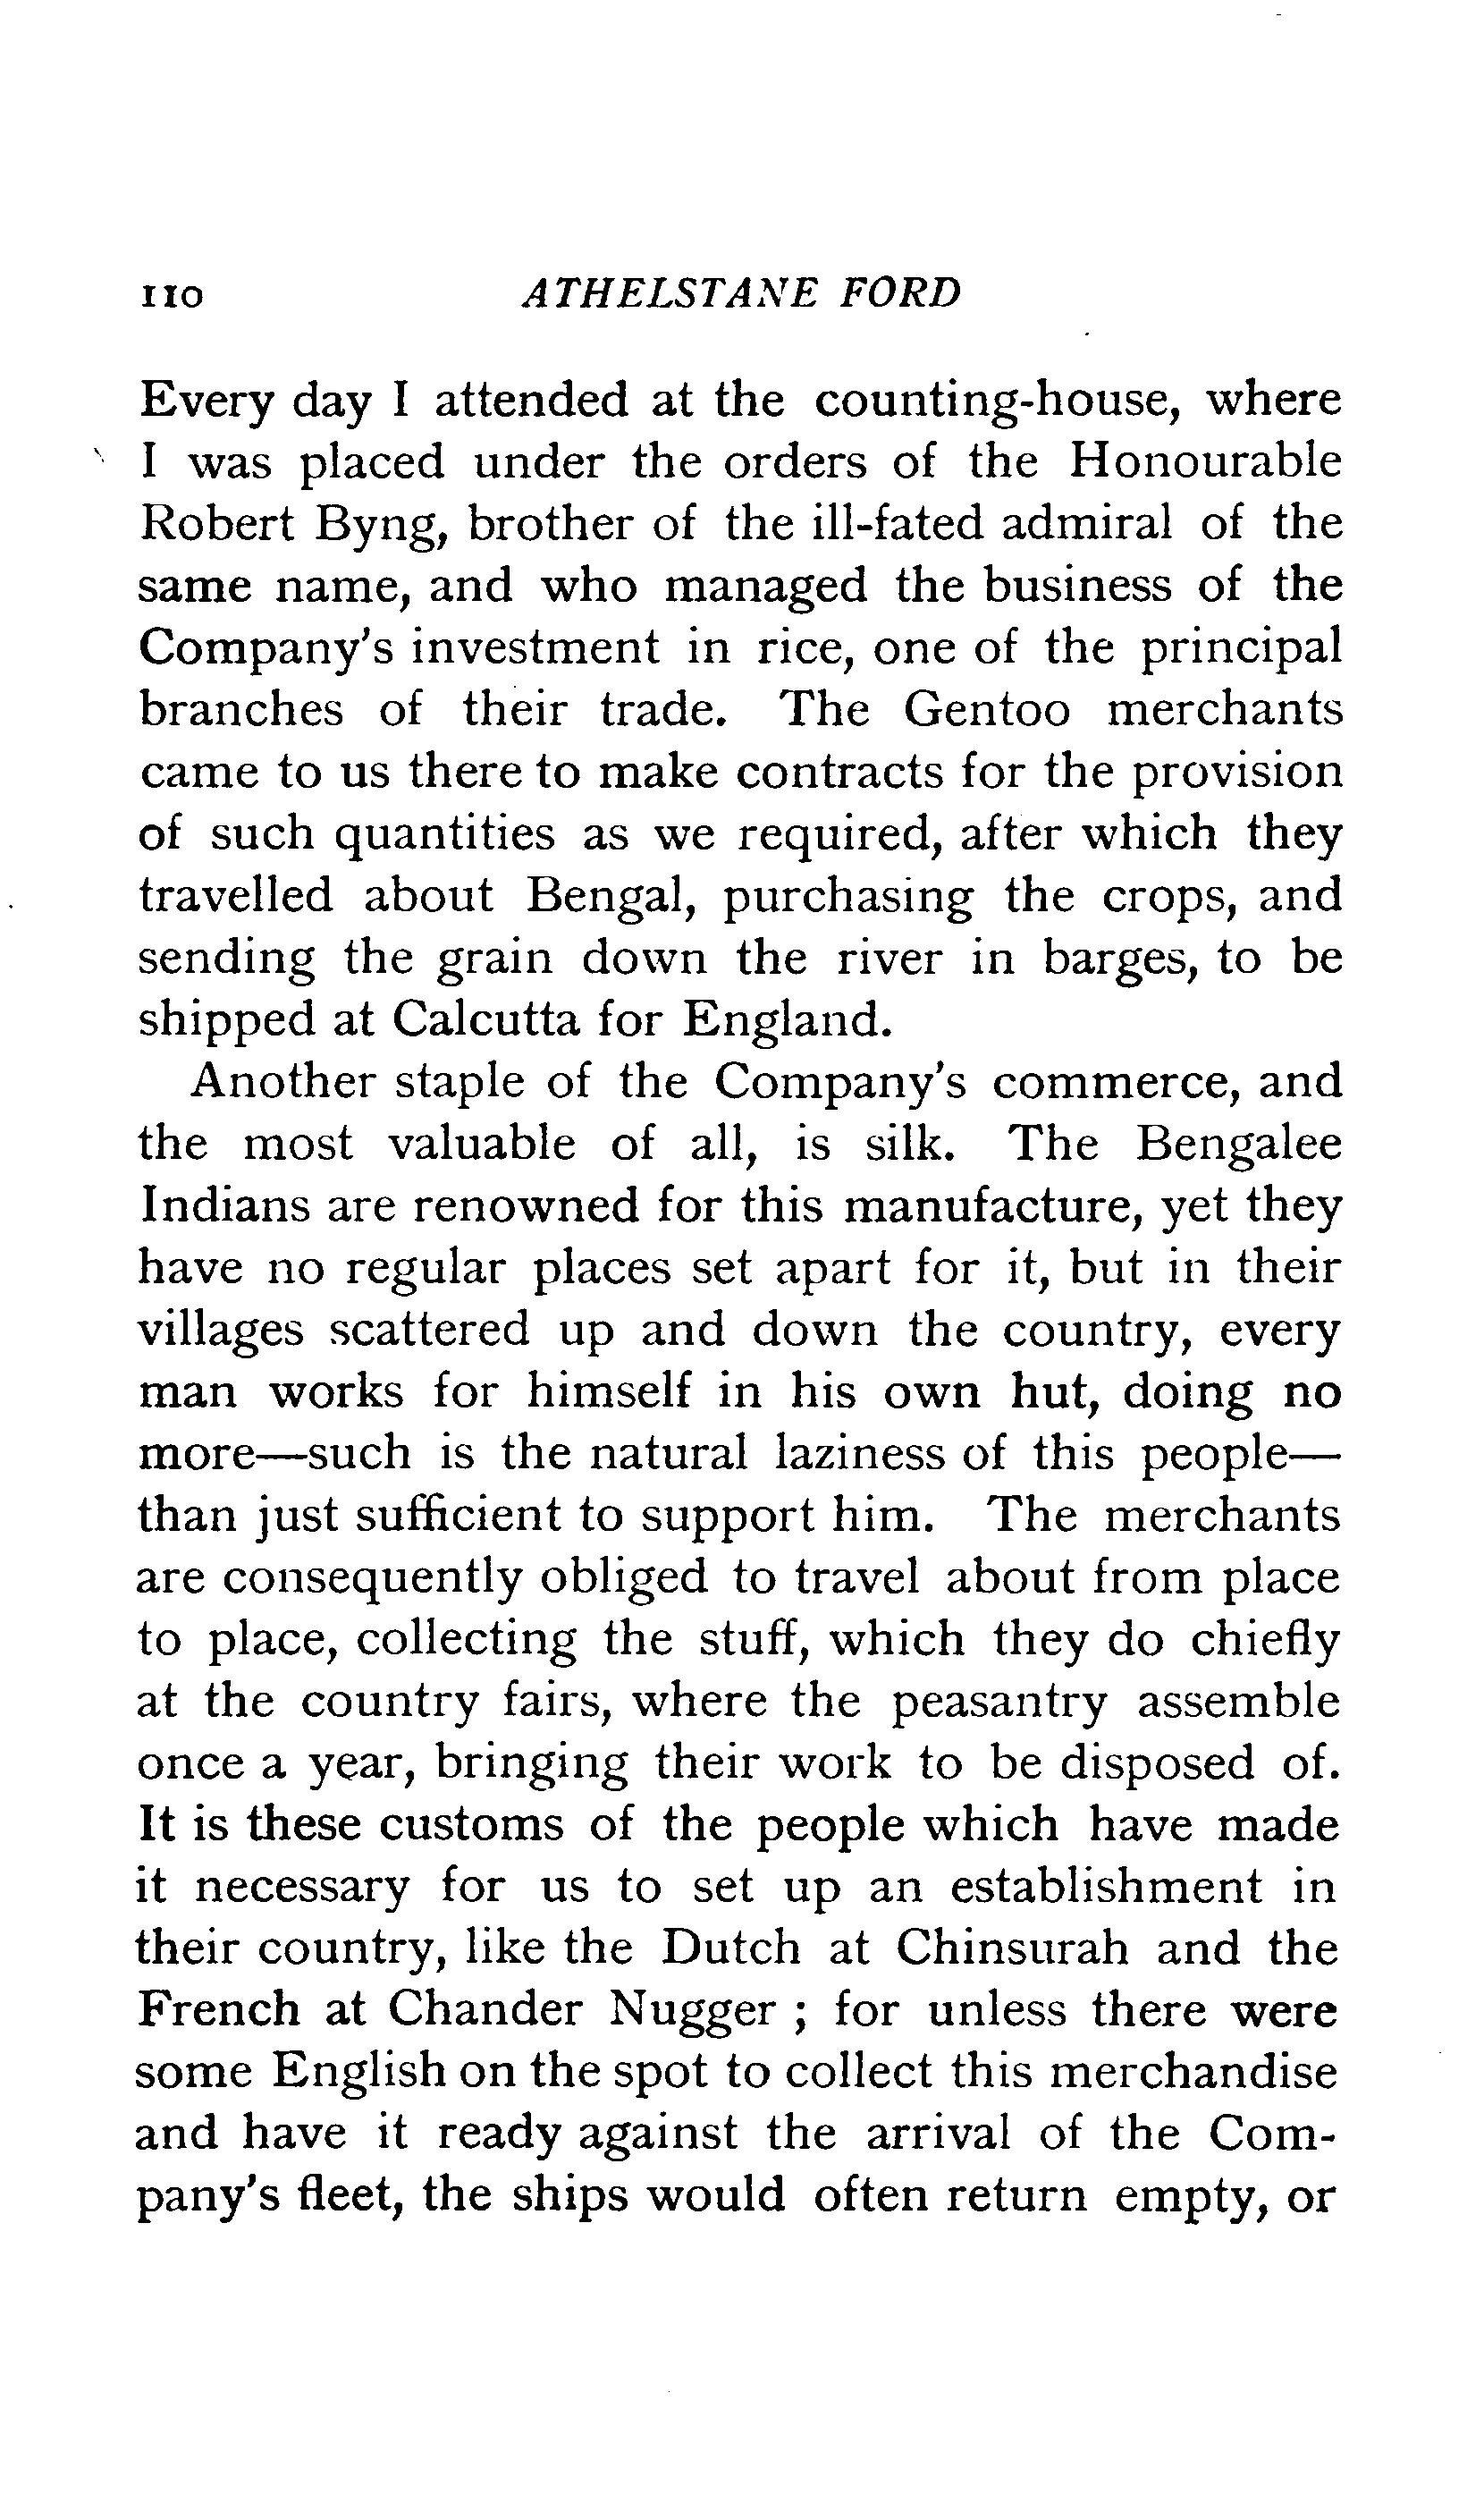 110 ATHELSTANE FORD
Every day I attended at the counting-house, where
I was placed under the orders of the Honourable
Robert Byng, brother of the ill-fated admiral of the
same name, and who managed the business of the
Company's investment in rice, one of the principal
branches of their trade. The Gentoo merchants
came to us there to make contracts for the provision
of such quantities as we required, after which they
travelled about Bengal, purchasing the crops, and
sending the grain down the river in barges, to be
shipped at Calcutta for England.
Another staple of the Company's commerce, and
the most valuable of all, is silk. The Bengalee
Indians are renowned for this manufacture, yet they
have no regular places set apart for it, but in their
villages scattered up and down the country, every
man works for himself in his own hut, doing no
more—such is the natural laziness of this people—
than just sufficient to support him. The merchants
are consequently obliged to travel about from place
to place, collecting the stuff, which they do chiefly
at the country fairs, where the peasantry assemble
once a year, bringing their work to be disposed of.
It is these customs of the people which have made
it necessary for us to set up an establishment in
their country, like the Dutch at Chinsurah and the
French at Chander Nugger ; for unless there were
some English on the spot to collect this merchandise
and have it ready against the arrival of the Com-
pany's fleet, the ships would often return empty, or